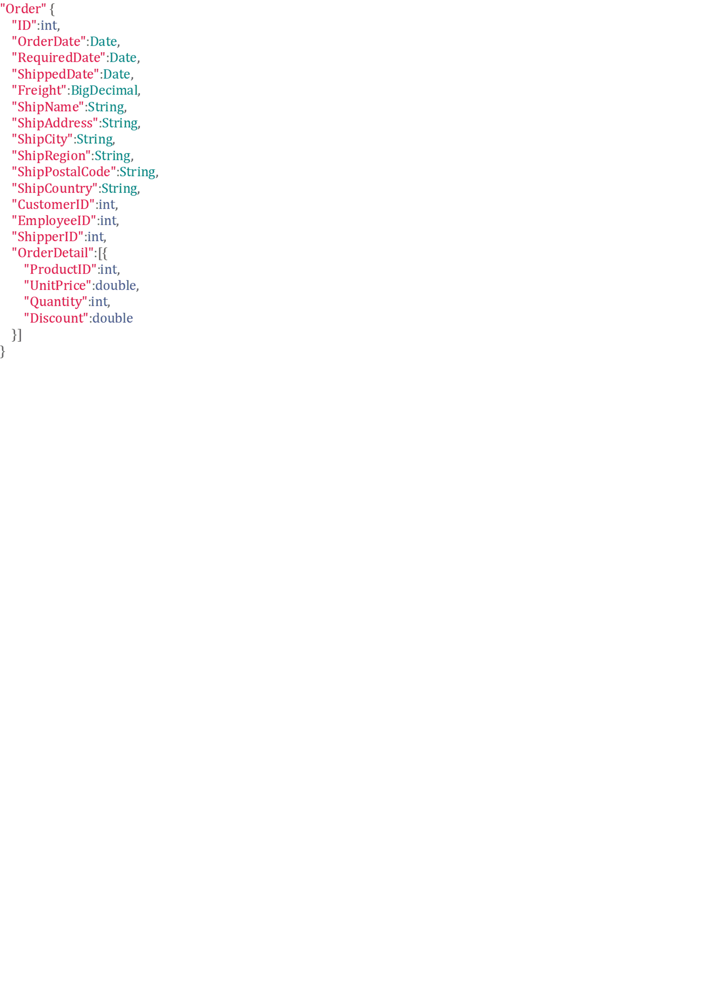 "Order" {
"ID":int,
"OrderDate":Date,
"RequiredDate":Date,
"ShippedDate":Date,
"Freight":BigDecimal,
"ShipName":String,
"ShipAddress":String,
"ShipCity":String,
"ShipRegion":String,
"ShipPostalCode":String,
"ShipCountry":String,
"CustomerID":int,
"EmployeeID":int,
"ShipperID":int,
"OrderDetail":[{
"ProductID":int,
"UnitPrice":double,
"Quantity":int,
"Discount":double
}]
}